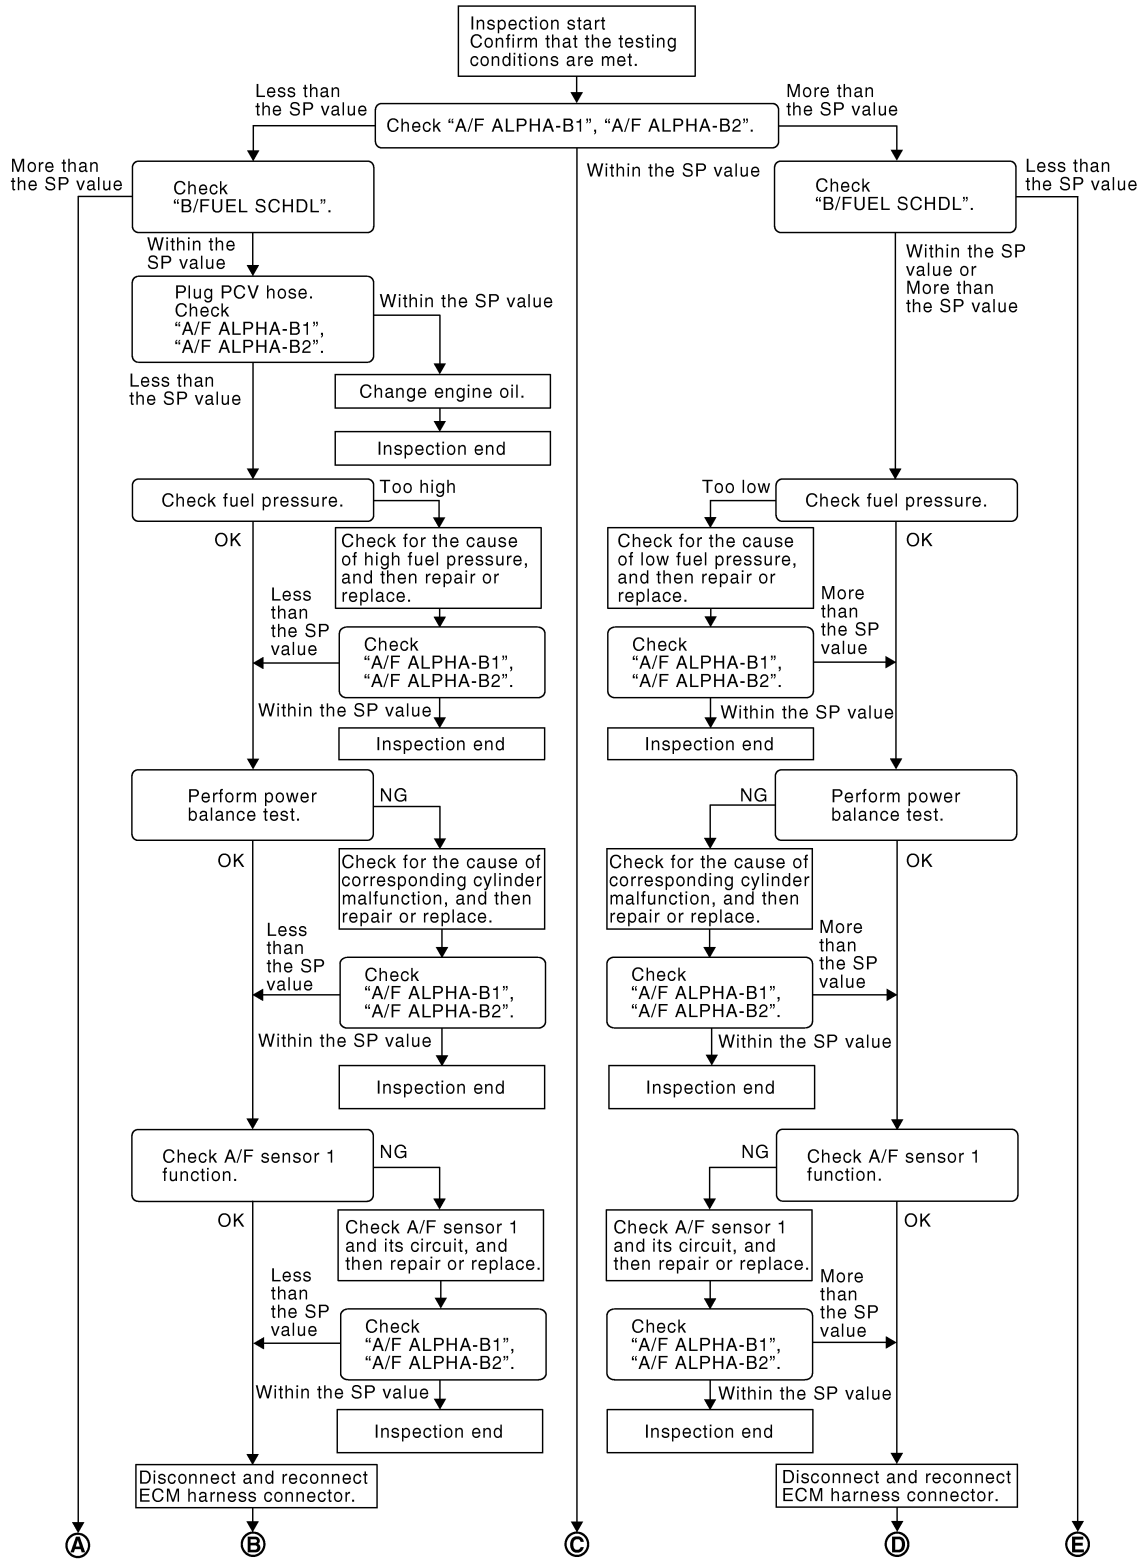 Inspection start
Confirm that the testing
conditions are met.
Less than
the SP value
More than
the SP value
Check “A/F ALPHA-B1”, “A/F ALPHA-B2”.
More than
the SP value
Within the SP value
Less than
the SP value
Check
“B/FUEL SCHDL”.
Check
“B/FUEL SCHDL”.
Within the
SP value
Within the SP
value or
More than
the SP value
Plug PCV hose.
Check
“A/F ALPHA-B1”,
“A/F ALPHA-B2”.
Within the SP value
Less than
the SP value
Change engine oil.
Inspection end
Check fuel pressure.
Too high
Too low
Check fuel pressure.
OK
Check for the cause
of high fuel pressure,
and then repair or
replace.
Check for the cause
of low fuel pressure,
and then repair or
replace.
OK
Less
than
the SP
value
Check
“A/F ALPHA-B1”,
“A/F ALPHA-B2”.
Check
“A/F ALPHA-B1”,
“A/F ALPHA-B2”.
More
than
the SP
value
Within the SP value
Within the SP value
Inspection end
Inspection end
Perform power
balance test.
NG
NG
Perform power
balance test.
OK
Check for the cause of
corresponding cylinder
malfunction, and then
repair or replace.
Check for the cause of
corresponding cylinder
malfunction, and then
repair or replace.
OK
Less
than
the SP
value
Check
“A/F ALPHA-B1”,
“A/F ALPHA-B2”.
Check
“A/F ALPHA-B1”,
“A/F ALPHA-B2”.
More
than
the SP
value
Within the SP value
Within the SP value
Inspection end
Inspection end
Check A/F sensor 1
function.
NG
NG
Check A/F sensor 1
function.
OK
Check A/F sensor 1
and its circuit, and
then repair or replace.
Check A/F sensor 1
and its circuit, and
then repair or replace.
OK
Less
than
the SP
value
Check
“A/F ALPHA-B1”,
“A/F ALPHA-B2”.
Check
“A/F ALPHA-B1”,
“A/F ALPHA-B2”.
More
than
the SP
value
Within the SP value
Within the SP value
Inspection end
Inspection end
Disconnect and reconnect
ECM harness connector.
Disconnect and reconnect
ECM harness connector.
A
B
C
D
E